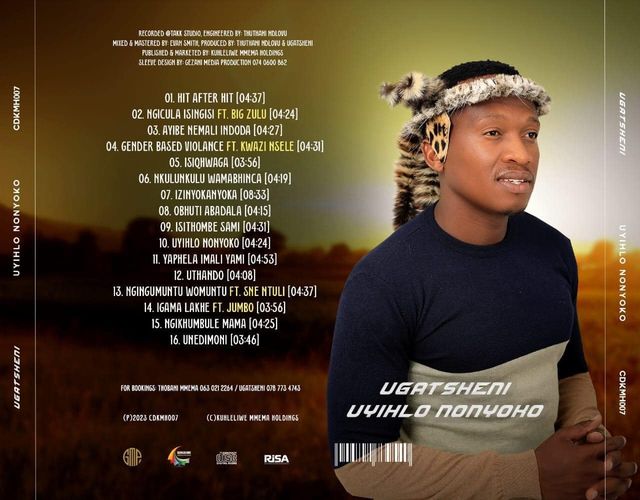 RECORDED @TAKK STUDIO, ENGINEERED BY: THUTHANI NDLOVU
MIXED & MASTERED BY: EVAN SMITH, PRODUCED BY: THUTHANI NDLOVU & UGATSHENI
PUBLISHED & MARKETED BY: KUHLELIWE MMEMA HOLDINGS
SLEEVE DESIGN BY: GEZANI MEDIA PRODUCTION 074 0600 862
01. HIT AFTER HIT [04:37]
02. NGICULA ISINGISI FT. BIG ZULU [04:24]
03. AYIBE NEMALI INDODA [04:27]
04. GENDER BASED VIOLANCE FT. KWAZI NSELE [04:31]
05. ISIQHWAGA [03:56]
06. NKULUNKULU WAMABHINCA [04:19]
07. IZINYOKANYOKA [08:33]
08. OBHUTI ABADALA [04:15]
09. ISITHOMBE SAMI [04:31]
10. UYIHLO NONYOKO [04:24]
11. YAPHELA IMALI YAMI [04:53]
12. UTHANDO [04:08]
13. NGINGUMUNTU WOMUNTU FT. SNE NTULI [04:37]
14. IGAMA LAKHE FT. JUMBO [03:56]
15. NGIKHUMBULE MAMA [04:25]
16. UNEDIMONI [03:46]
FOR BOOKINGS: THOBANI MMEMA 063 021 2264 / UGATSHENI 078 773 4743
(P)2023 CDKMH007 (C)KUHLELIWE MMEMA HOLDINGS
RiSA
UGATSHENI
UYIHLO NONYOKO
CDKMH007
UYIHLO NONYOKO
UGATSHENI
UGATSHENI
UYIHLO NONYOKO
CDKMH007